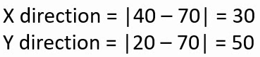 X direction = |40 – 70| = 30
Y direction = |20 – 70| = 50